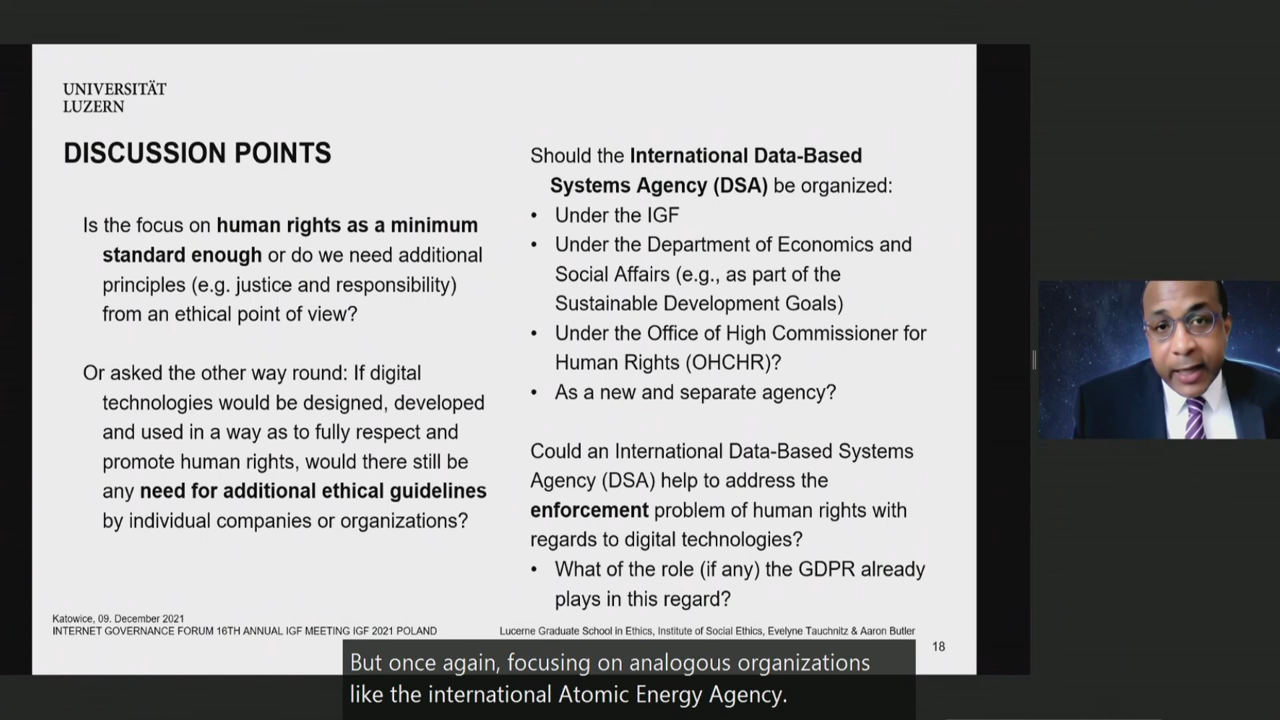 UNIVERSITÄT
LUZERN
DISCUSSION POINTS
Is the focus on human rights as a minimum
standard enough or do we need additional
principles (e.g. justice and responsibility)
from an ethical point of view?
Or asked the other way round: If digital
technologies would be designed, developed
and used in a way as to fully respect and
promote human rights, would there still be
any need for additional ethical guidelines
by individual companies or organizations?
Should the International Data-Based
Systems Agency (DSA) be organized:
• Under the IGF
• Under the Department of Economics and
Social Affairs (e.g., as part of the
Sustainable Development Goals)
• Under the Office of High Commissioner for
Human Rights (OHCHR)?
• As a new and separate agency?
Could an International Data-Based Systems
Agency (DSA) help to address the
enforcement problem of human rights with
regards to digital technologies?
• What of the role (if any) the GDPR already
plays in this regard?
Katowice, 09. December 2021
INTERNET GOVERNANCE FORUM 16TH ANNUAL IGF MEETING IGF 2021 POLAND
Lucerne Graduate School in Ethics, Institute of Social Ethics, Evelyne Tauchnitz & Aaron Butler
18
But once again, focusing on analogous organizations
like the international Atomic Energy Agency.